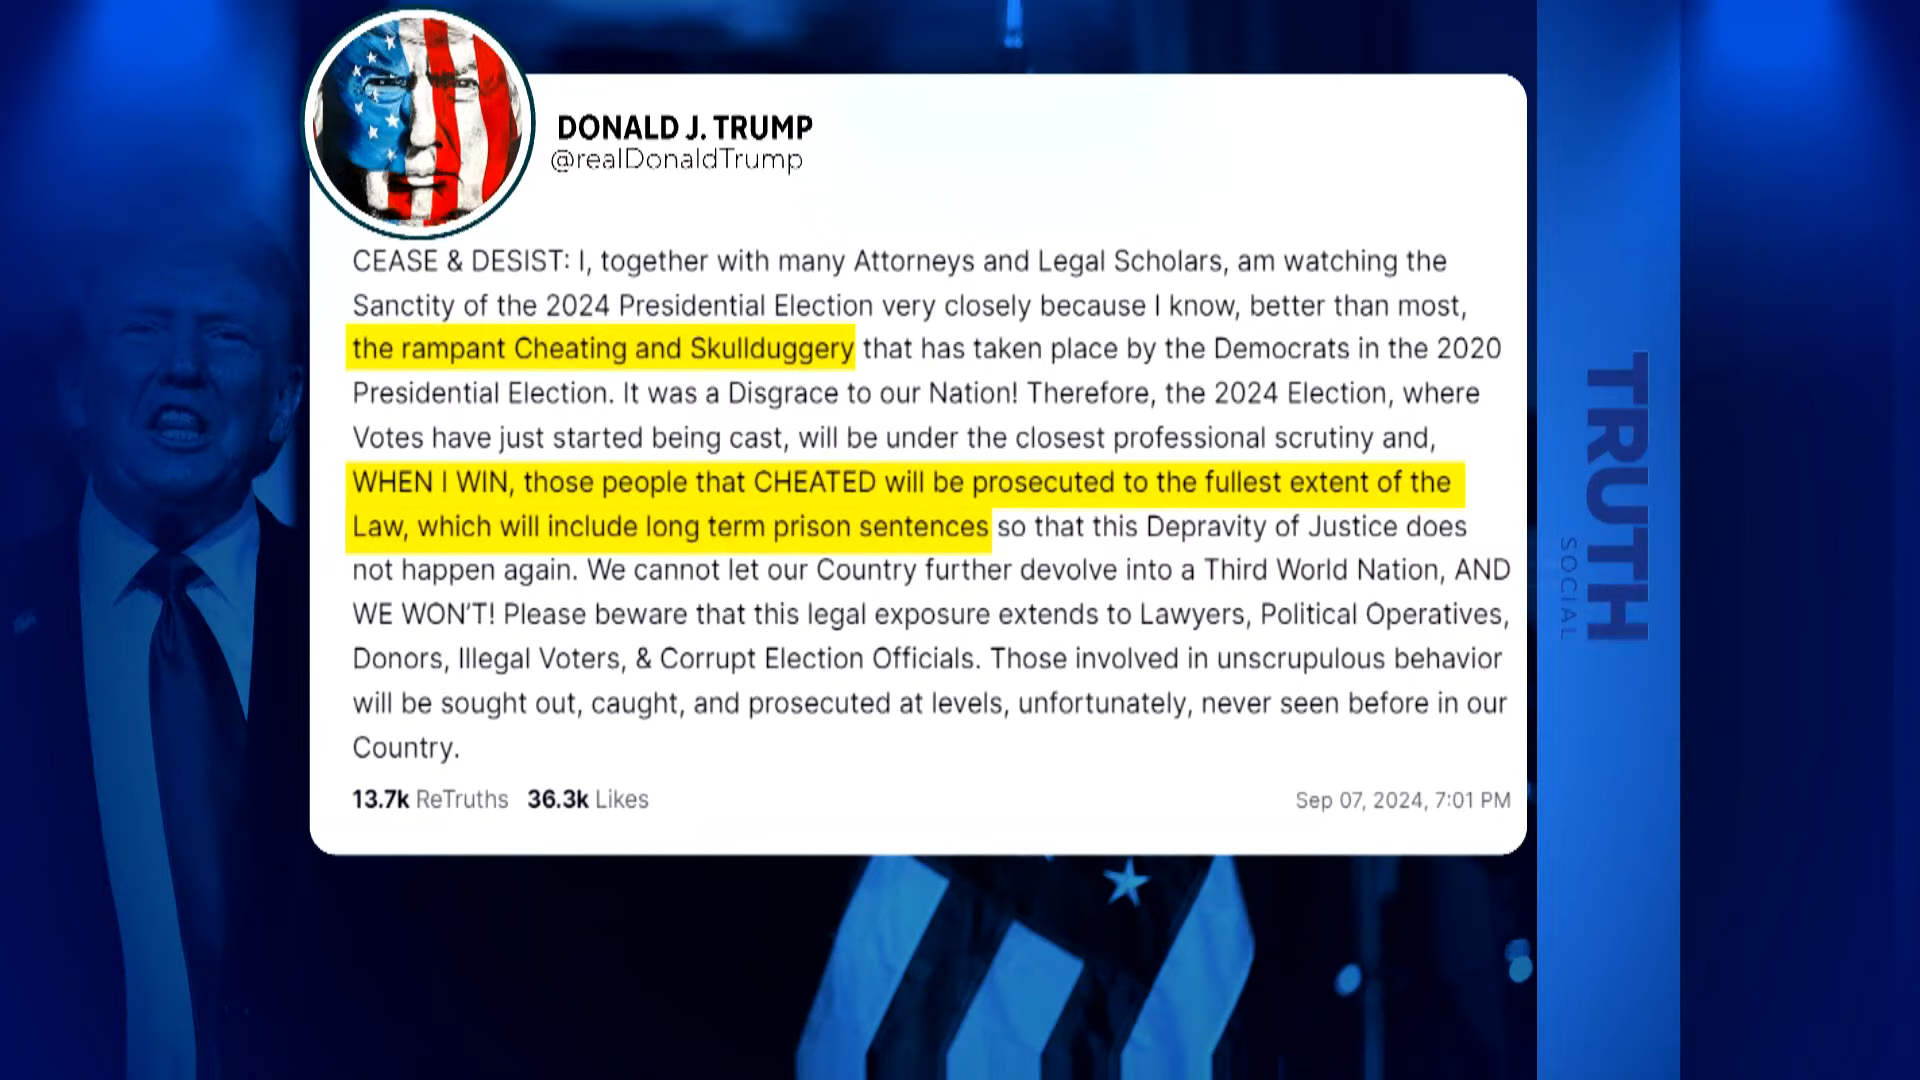 DONALD J. TRUMP
@realDonaldTrump
CEASE & DESIST: I, together with many Attorneys and Legal Scholars, am watching the
Sanctity of the 2024 Presidential Election very closely because I know, better than most,
the rampant Cheating and Skullduggery that has taken place by the Democrats in the 2020
Presidential Election. It was a Disgrace to our Nation! Therefore, the 2024 Election, where
Votes have just started being cast, will be under the closest professional scrutiny and,
WHEN I WIN, those people that CHEATED will be prosecuted to the fullest extent of the
Law, which will include long term prison sentences so that this Depravity of Justice does
not happen again. We cannot let our Country further devolve into a Third World Nation, AND
WE WON'T! Please beware that this legal exposure extends to Lawyers, Political Operatives,
Donors, Illegal Voters, & Corrupt Election Officials. Those involved in unscrupulous behavior
will be sought out, caught, and prosecuted at levels, unfortunately, never seen before in our
Country.
13.7k ReTruths 36.3k Likes
Sep 07, 2024, 7:01 PM
TRUTH
SOCIAL